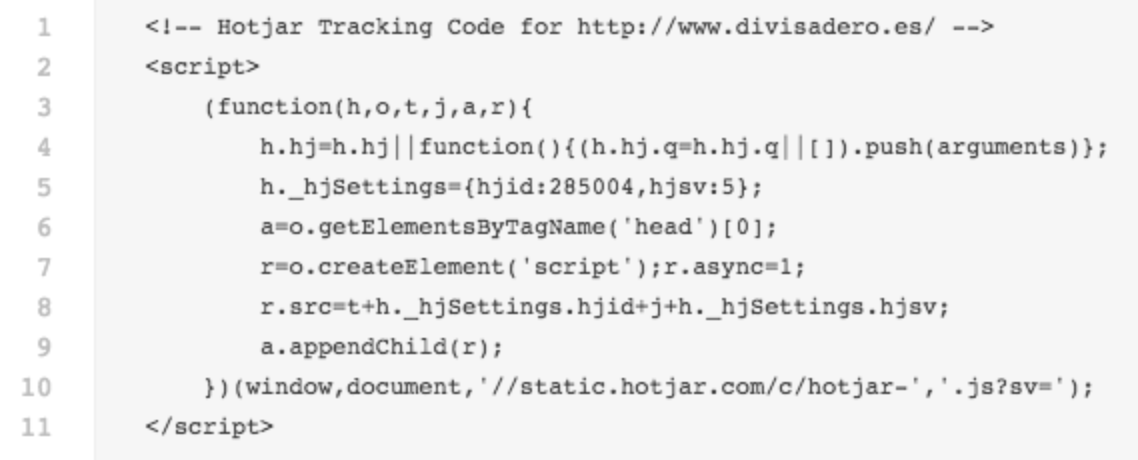 1 <!-- Hotjar Tracking Code for http://www.divisadero.es/ -->
2 <script>
3 (function(h,o,t,j,a,r){
4 h.hj=h.hj||function(){(h.hj.q=h.hj.q||[]).push(arguments)};
5 h._hjSettings={hjid:285004,hjsv:5};
6 a=o.getElementsByTagName('head')[0];
7 r=o.createElement('script');r.async=1;
8 r.src=t+h._hjSettings.hjid+j+h._hjSettings.hjsv;
9 a.appendChild(r);
10 })(window,document,'//static.hotjar.com/c/hotjar-','.js?sv=');
11 </script>